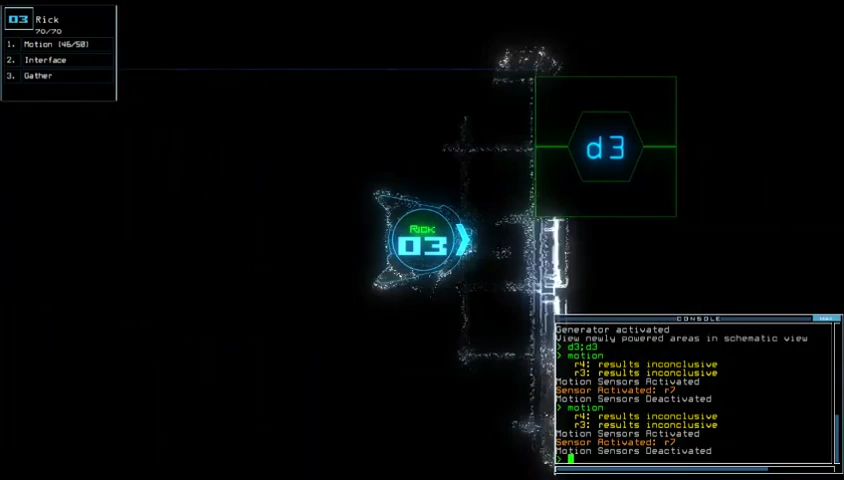 03 Rick
70/70
1. Motion (46/50)
2. Interface
3. Gather
d3
Rick
03
CONSOLE
Generator activated
View newly powered areas in schematic view
> d3;d3
> motion
r4: results inconclusive
r3: results inconclusive
Motion Sensors Activated
Sensor Activated: r7
Motion Sensors Deactivated
> motion
r4: results inconclusive
r3: results inconclusive
Motion Sensors Activated
Sensor Activated: r7
Motion Sensors Deactivated
>